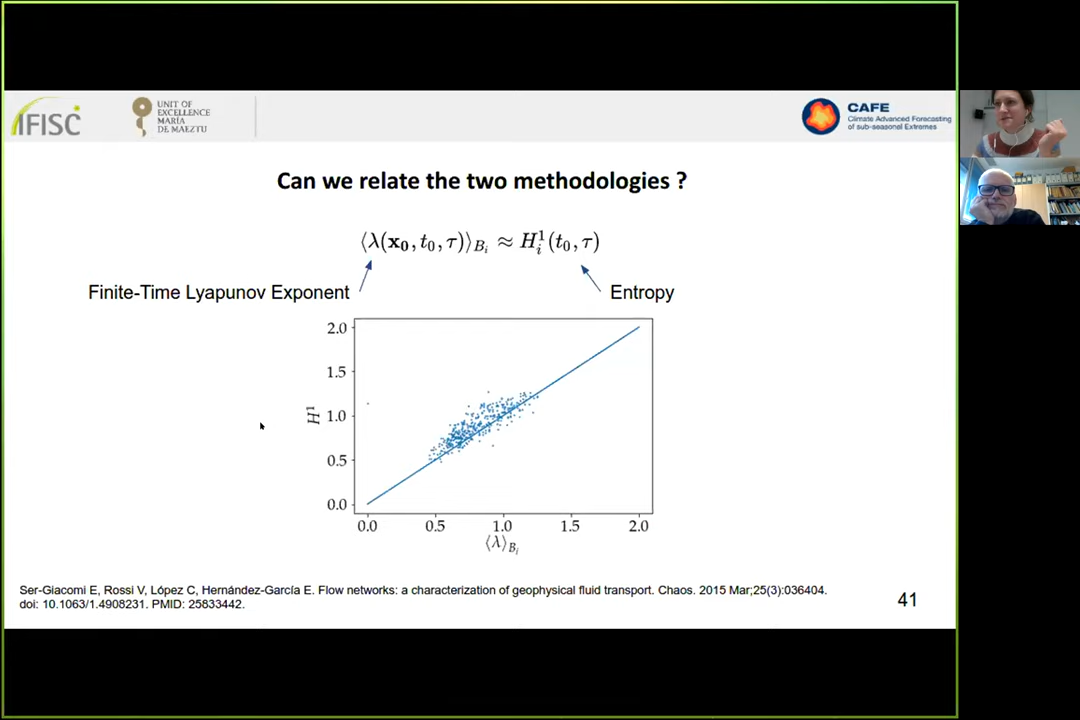 IFISC
UNIT OF
EXCELLENCE
MARÍA
DE MAEZTU
CAFE
Climate Advanced Forecasting
of sub-seasonal Extremes
Can we relate the two methodologies ?
⟨λ(x₀, t₀, τ)⟩_{B_i} ≈ H_i^1(t₀, τ)
Finite-Time Lyapunov Exponent
Entropy
2.0
1.5
1.0
0.5
0.0
H^1
0.0 0.5 1.0 1.5 2.0
⟨λ⟩_{B_i}
Ser-Giacomi E, Rossi V, López C, Hernández-García E. Flow networks: a characterization of geophysical fluid transport. Chaos. 2015 Mar;25(3):036404.
doi: 10.1063/1.4908231. PMID: 25833442.
41